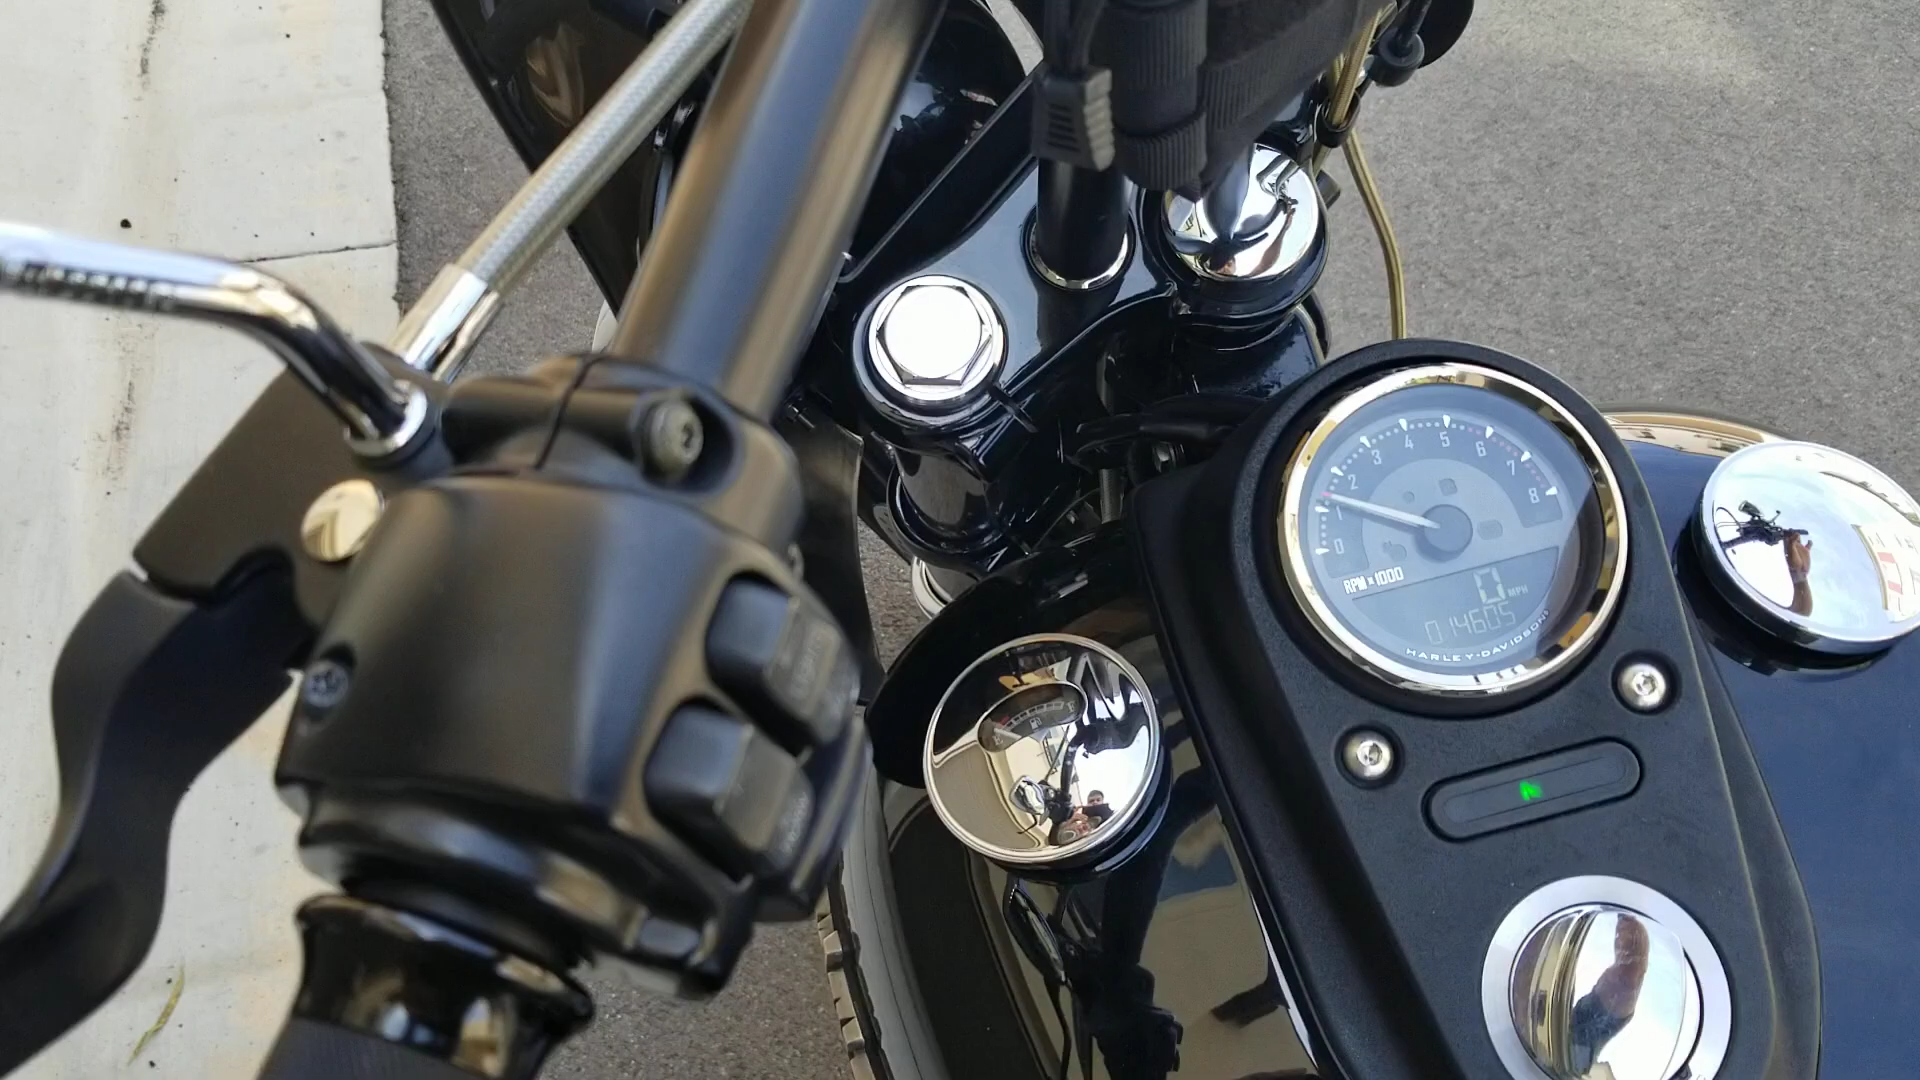 0 1 2 3 4 5 6 7 8
RPM x 1000
0 MPH
014605
HARLEY-DAVIDSON
E F
N